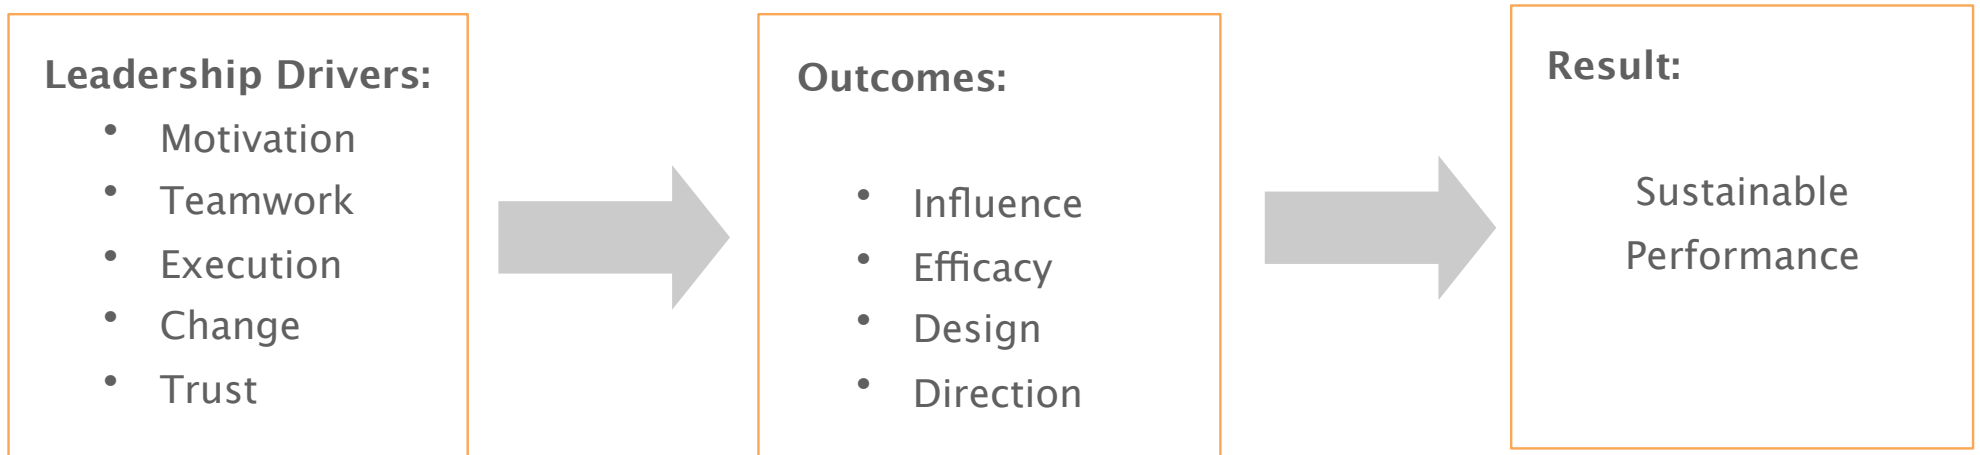 Leadership Drivers:
• Motivation
• Teamwork
• Execution
• Change
• Trust
Outcomes:
• Influence
• Efficacy
• Design
• Direction
Result:
Sustainable
Performance